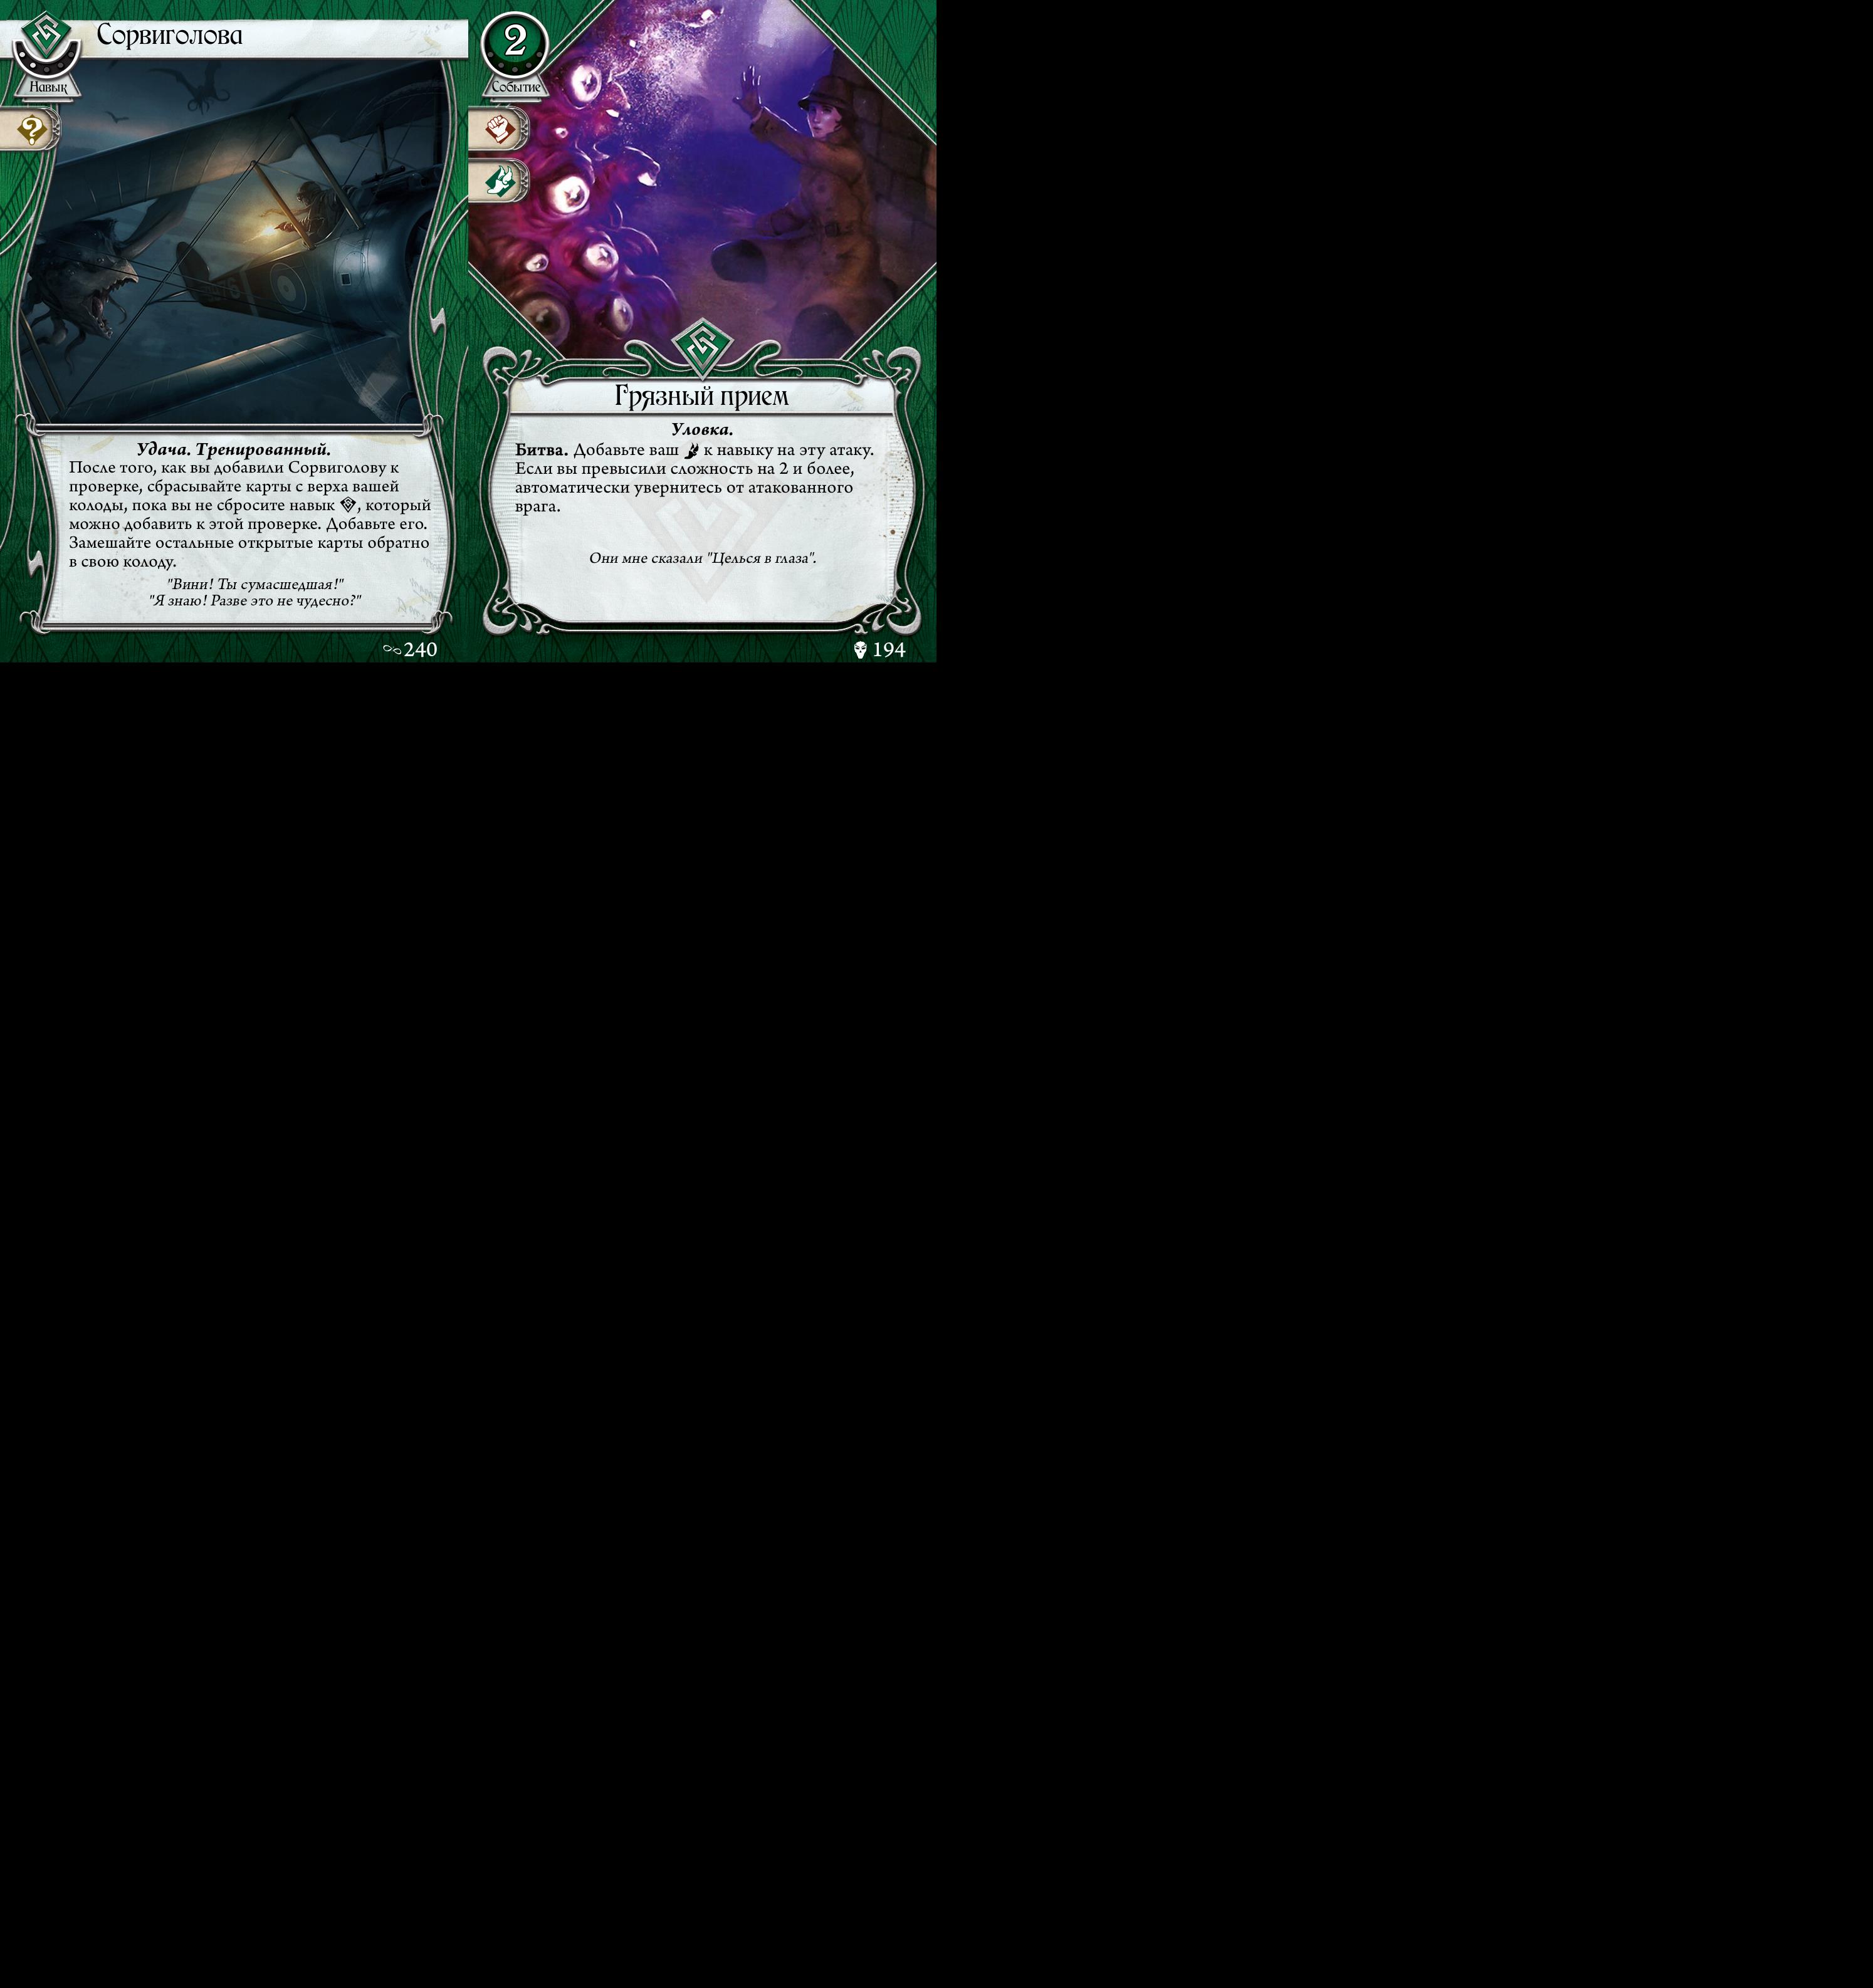 Сорвиголова
Навык
Удача. Тренированный.
После того, как вы добавили Сорвиголову к
проверке, сбрасывайте карты с верха вашей
колоды, пока вы не сбросите навык , который
можно добавить к этой проверке. Добавьте его.
Замешайте остальные открытые карты обратно
в свою колоду.
"Вини! Ты сумасшедшая!"
"Я знаю! Разве это не чудесно?"
240
2
Событие
Грязный прием
Уловка.
Битва. Добавьте ваш к навыку на эту атаку.
Если вы превысили сложность на 2 и более,
автоматически увернитесь от атакованного
врага.
Они мне сказали "Целься в глаза".
194